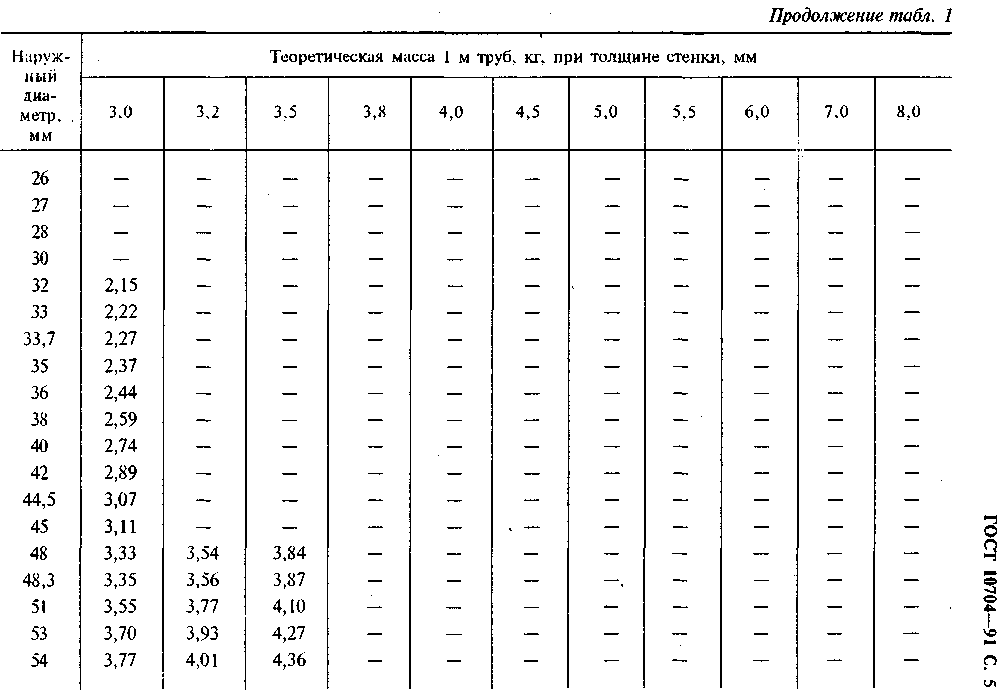 Продолжение табл. 1
Наруж-
ный
диа-
метр,
мм
Теоретическая масса 1 м труб, кг, при толщине стенки, мм
3,0 3,2 3,5 3,8 4,0 4,5 5,0 5,5 6,0 7,0 8,0
26 — — — — — — — — — — —
27 — — — — — — — — — — —
28 — — — — — — — — — — —
30 — — — — — — — — — — —
32 2,15 — — — — — — — — — —
33 2,22 — — — — — — — — — —
33,7 2,27 — — — — — — — — — —
35 2,37 — — — — — — — — — —
36 2,44 — — — — — — — — — —
38 2,59 — — — — — — — — — —
40 2,74 — — — — — — — — — —
42 2,89 — — — — — — — — — —
44,5 3,07 — — — — — — — — — —
45 3,11 — — — — — — — — — —
48 3,33 3,54 3,84 — — — — — — — —
48,3 3,35 3,56 3,87 — — — — — — — —
51 3,55 3,77 4,10 — — — — — — — —
53 3,70 3,93 4,27 — — — — — — — —
54 3,77 4,01 4,36 — — — — — — — —
ГОСТ 10704—91 С. 5